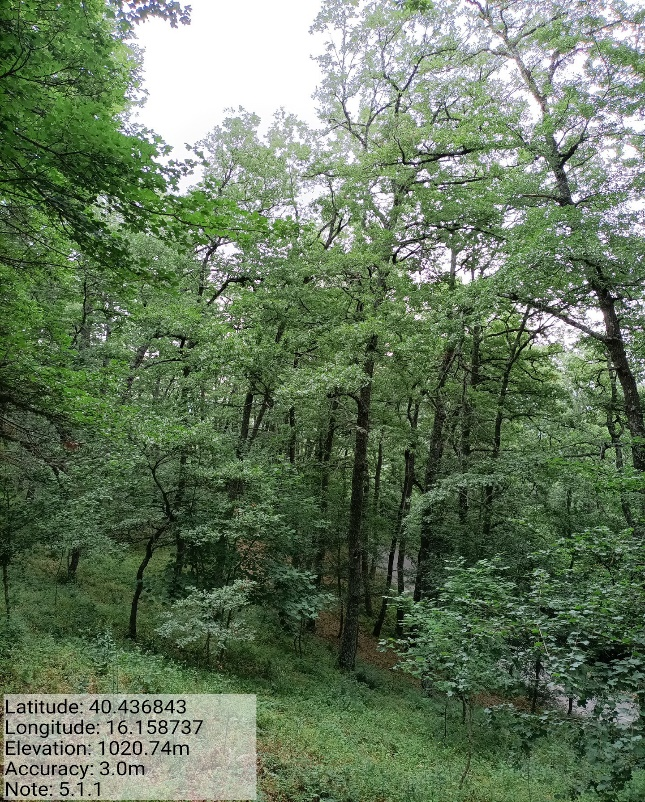 Latitude: 40.436843
Longitude: 16.158737
Elevation: 1020.74m
Accuracy: 3.0m
Note: 5.1.1